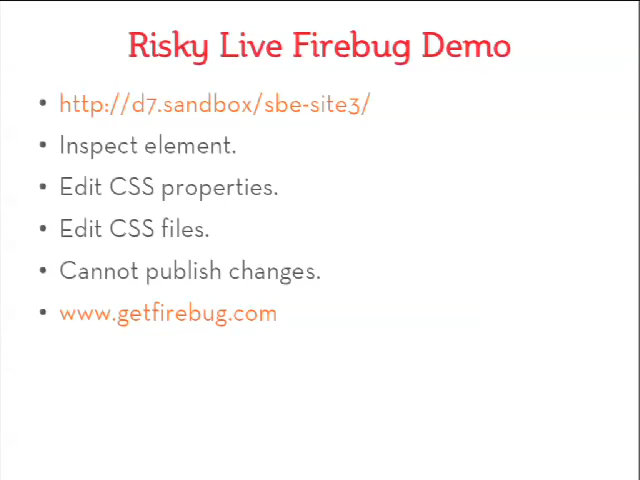 Risky Live Firebug Demo
• http://d7.sandbox/sbe-site3/
• Inspect element.
• Edit CSS properties.
• Edit CSS files.
• Cannot publish changes.
• www.getfirebug.com